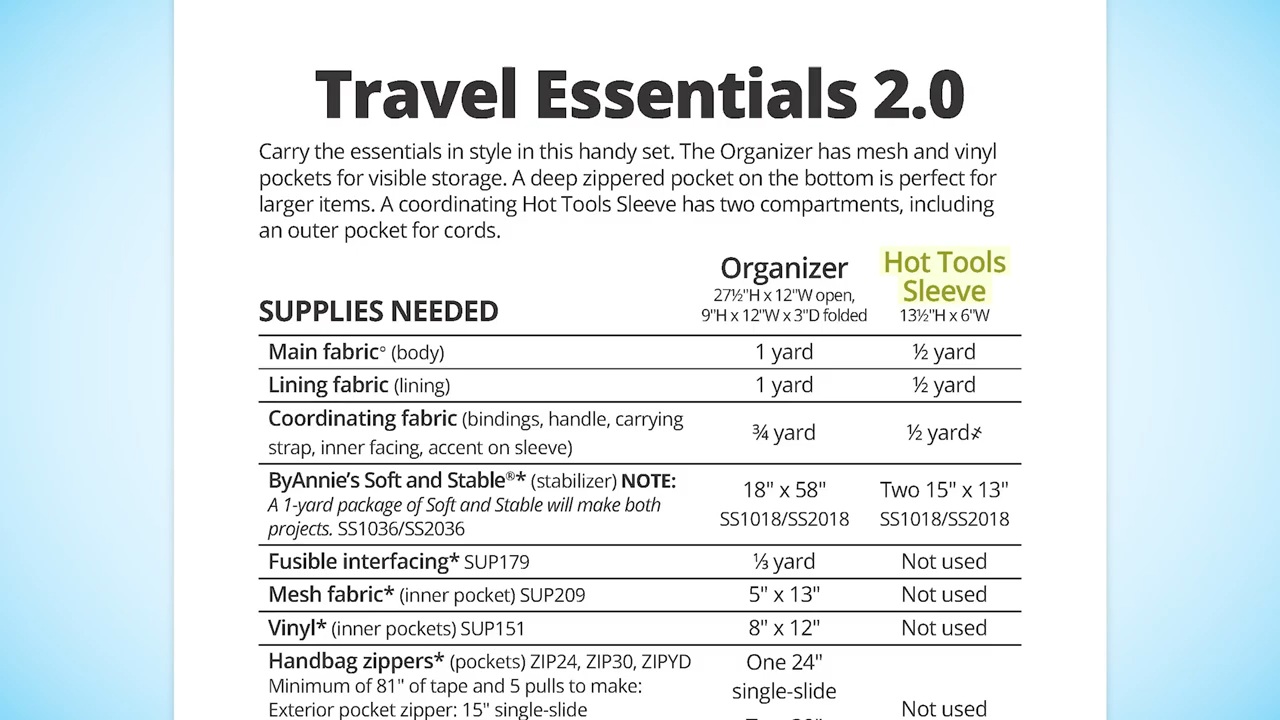 Travel Essentials 2.0
Carry the essentials in style in this handy set. The Organizer has mesh and vinyl
pockets for visible storage. A deep zippered pocket on the bottom is perfect for
larger items. A coordinating Hot Tools Sleeve has two compartments, including
an outer pocket for cords.
SUPPLIES NEEDED
Organizer
27½"H x 12"W open,
9"H x 12"W x 3"D folded
Hot Tools
Sleeve
13½"H x 6"W
Main fabric° (body) 1 yard ½ yard
Lining fabric (lining) 1 yard ½ yard
Coordinating fabric (bindings, handle, carrying
strap, inner facing, accent on sleeve) ¾ yard ½ yard≠
ByAnnie's Soft and Stable®* (stabilizer) NOTE:
A 1-yard package of Soft and Stable will make both
projects. SS1036/SS2036
18" x 58"
SS1018/SS2018
Two 15" x 13"
SS1018/SS2018
Fusible interfacing* SUP179 ⅓ yard Not used
Mesh fabric* (inner pocket) SUP209 5" x 13" Not used
Vinyl* (inner pockets) SUP151 8" x 12" Not used
Handbag zippers* (pockets) ZIP24, ZIP30, ZIPYD
Minimum of 81" of tape and 5 pulls to make:
Exterior pocket zipper: 15" single-slide
One 24"
single-slide
Not used